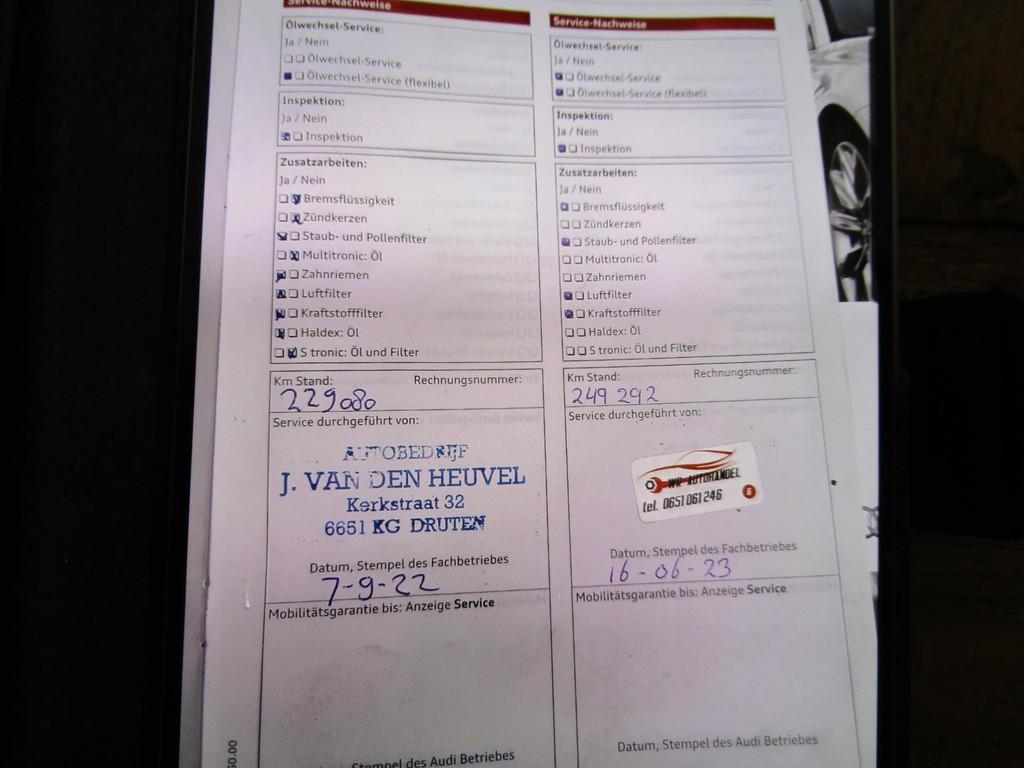 Service-Nachweise
Ölwechsel-Service:
Ja / Nein
Ölwechsel-Service
Ölwechsel-Service (flexibel)
Inspektion:
Ja / Nein
Inspektion
Zusatzarbeiten:
Ja / Nein
Bremsflüssigkeit
Zündkerzen
Staub- und Pollenfilter
Multitronic: Öl
Zahnriemen
Luftfilter
Kraftstofffilter
Haldex: Öl
S tronic: Öl und Filter
Km Stand: Rechnungsnummer:
229080
Service durchgeführt von:
AUTOBEDRIJF
J. VAN DEN HEUVEL
Kerkstraat 32
6651 KG DRUTEN
Datum, Stempel des Fachbetriebes
7-9-22
Mobilitätsgarantie bis: Anzeige Service
Stempel des Audi Betriebes
Service-Nachweise
Ölwechsel-Service:
Ja / Nein
Ölwechsel-Service
Ölwechsel-Service (flexibel)
Inspektion:
Ja / Nein
Inspektion
Zusatzarbeiten:
Ja / Nein
Bremsflüssigkeit
Zündkerzen
Staub- und Pollenfilter
Multitronic: Öl
Zahnriemen
Luftfilter
Kraftstofffilter
Haldex: Öl
S tronic: Öl und Filter
Km Stand: Rechnungsnummer:
249 292
Service durchgeführt von:
WR AUTOHANDEL
tel. 0651 061 246
Datum, Stempel des Fachbetriebes
16-06-23
Mobilitätsgarantie bis: Anzeige Service
Datum, Stempel des Audi Betriebes